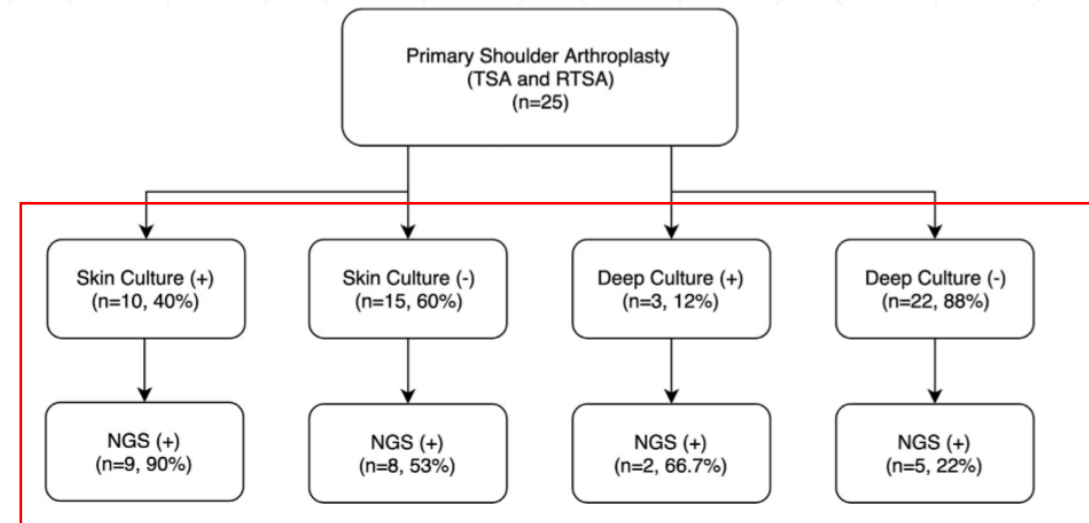 Primary Shoulder Arthroplasty
(TSA and RTSA)
(n=25)
Skin Culture (+)
(n=10, 40%)
Skin Culture (-)
(n=15, 60%)
Deep Culture (+)
(n=3, 12%)
Deep Culture (-)
(n=22, 88%)
NGS (+)
(n=9, 90%)
NGS (+)
(n=8, 53%)
NGS (+)
(n=2, 66.7%)
NGS (+)
(n=5, 22%)